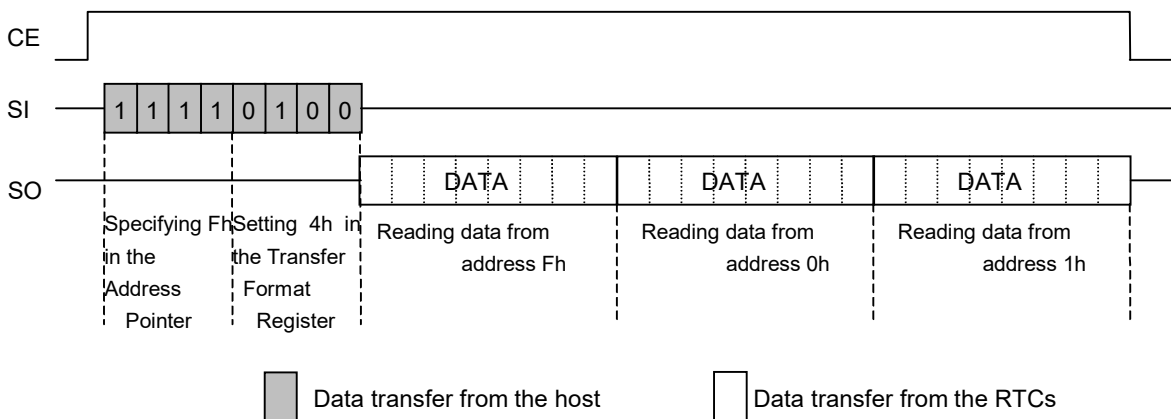 CE
SI
1 1 1 1 0 1 0 0
SO
DATA DATA DATA
Specifying Fh
in the
Address
Pointer
Setting 4h in
the Transfer
Format
Register
Reading data from
address Fh
Reading data from
address 0h
Reading data from
address 1h
Data transfer from the host
Data transfer from the RTCs